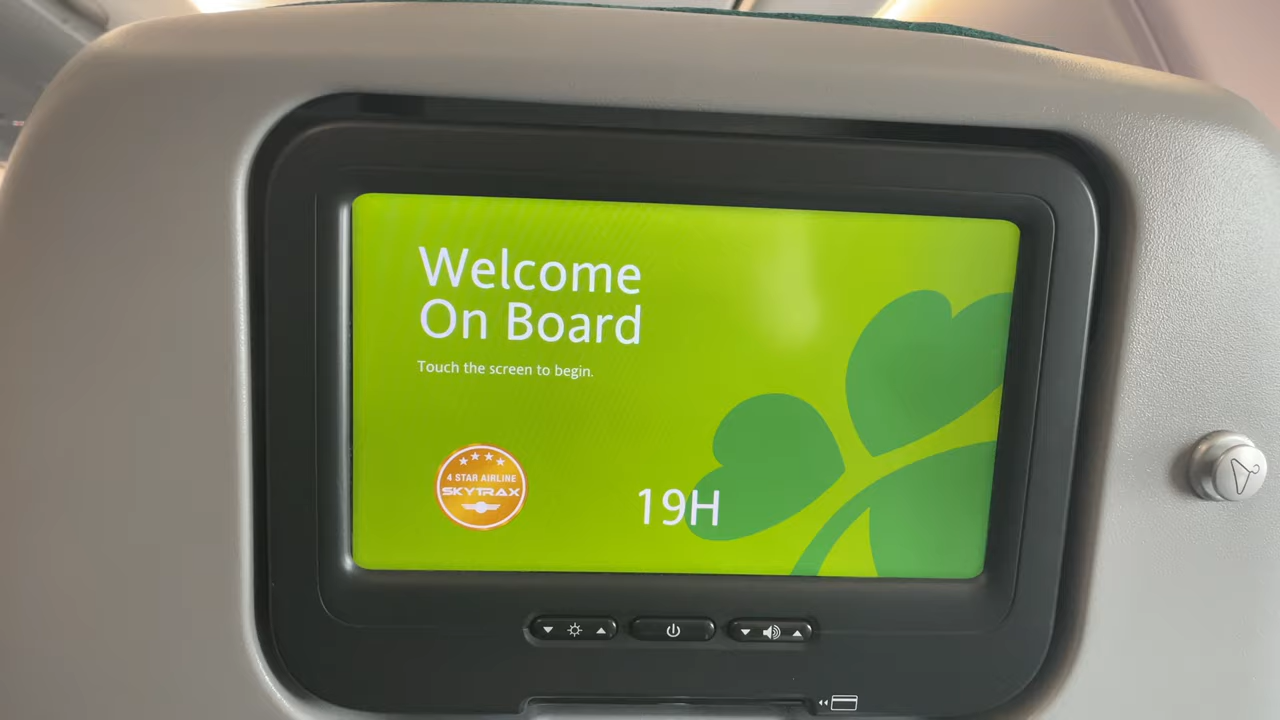 Welcome
On Board
Touch the screen to begin.
4 STAR AIRLINE
SKYTRAX
19H